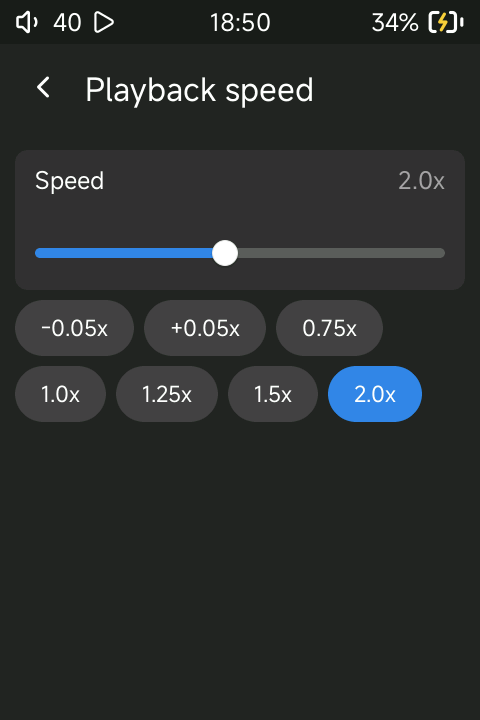 40 18:50 34%
Playback speed
Speed 2.0x
-0.05x +0.05x 0.75x
1.0x 1.25x 1.5x 2.0x